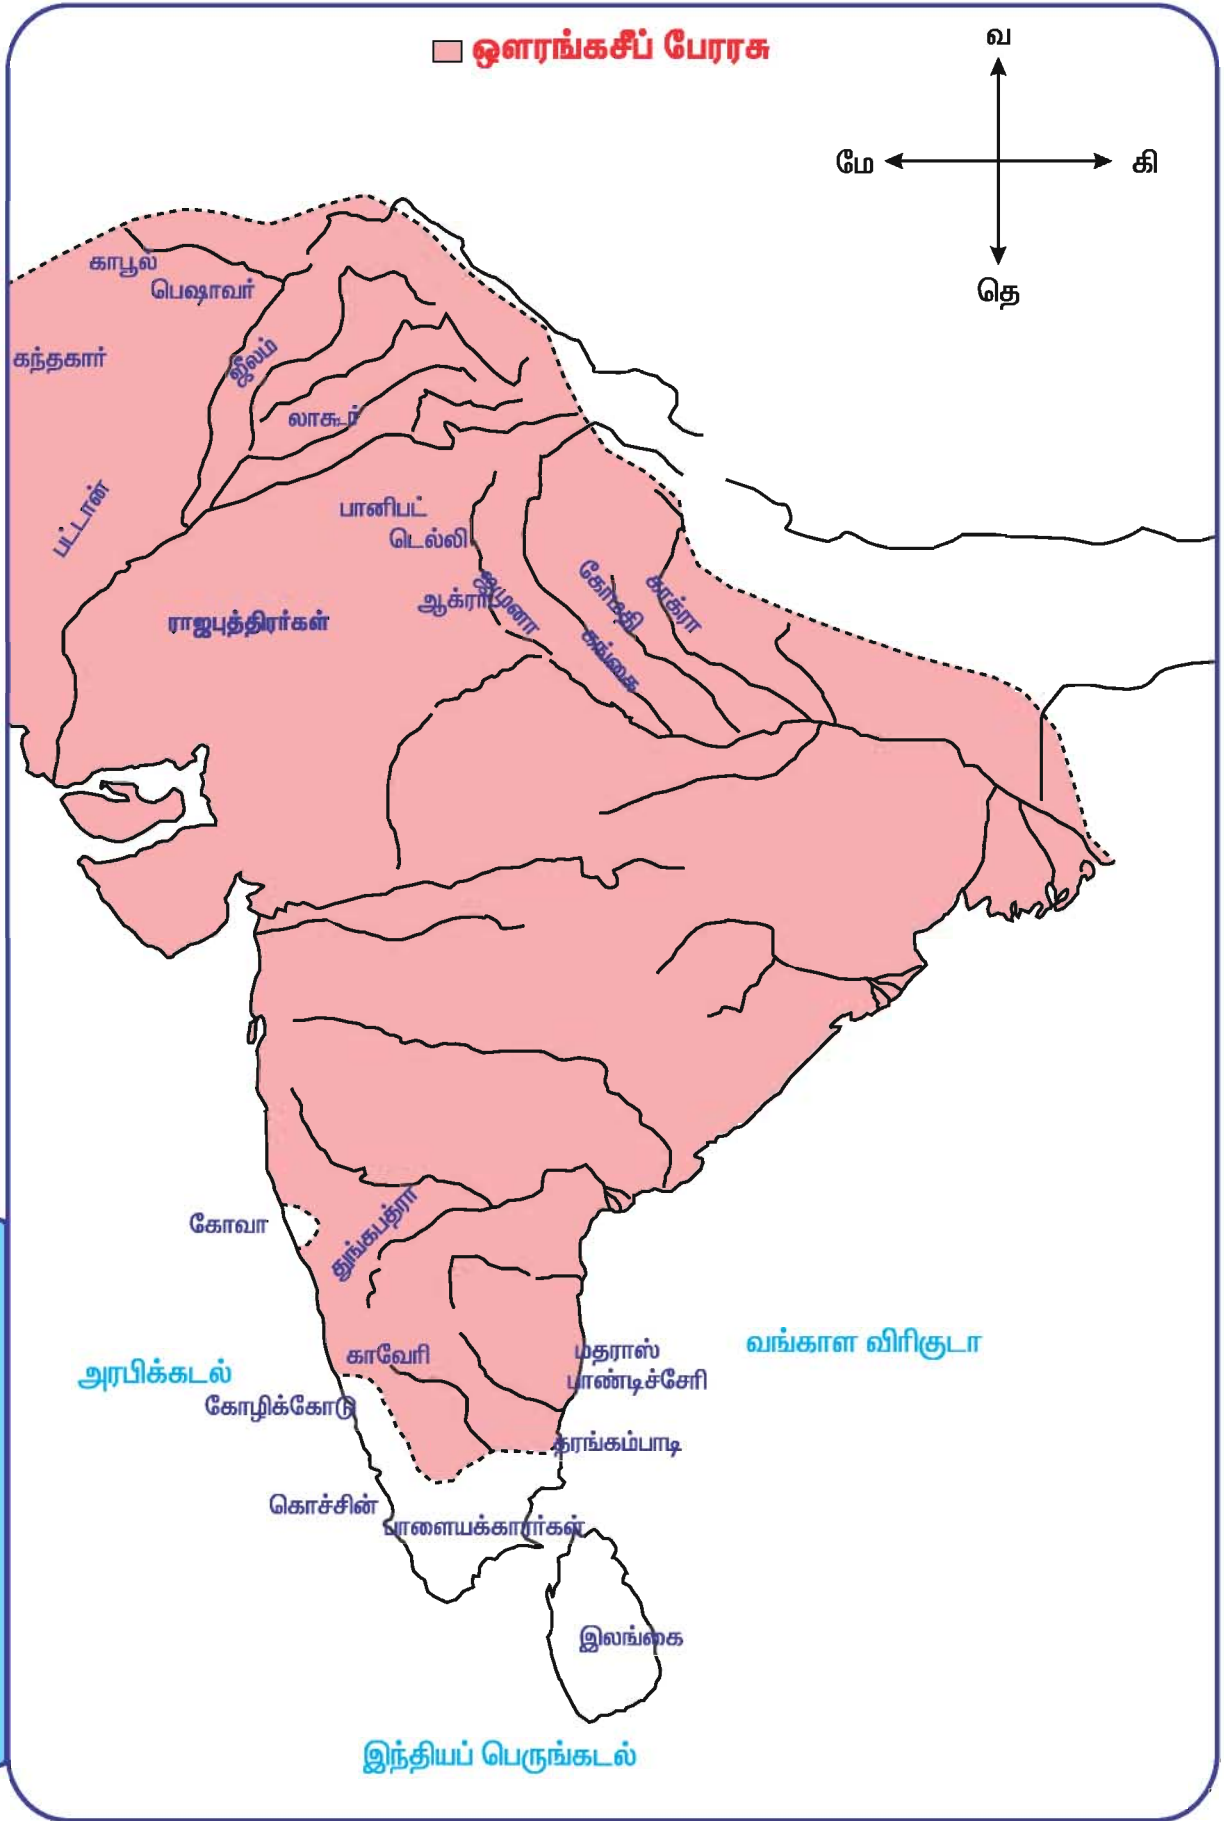 ஔரங்கசீப் பேரரசு
வ
மே
கி
தெ
காபூல்
பெஷாவர்
கந்தகார்
ஜீலம்
லாகூர்
பட்டான்
பானிபட்
டெல்லி
ஆக்ரா
ஜமுனா
கோமதி
காக்ரா
கங்கை
ராஜபுத்திரர்கள்
கோவா
துங்கபத்ரா
காவேரி
மதராஸ்
பாண்டிச்சேரி
வங்காள விரிகுடா
அரபிக்கடல்
கோழிக்கோடு
தரங்கம்பாடி
கொச்சின்
பாளையக்காரர்கள்
இலங்கை
இந்தியப் பெருங்கடல்